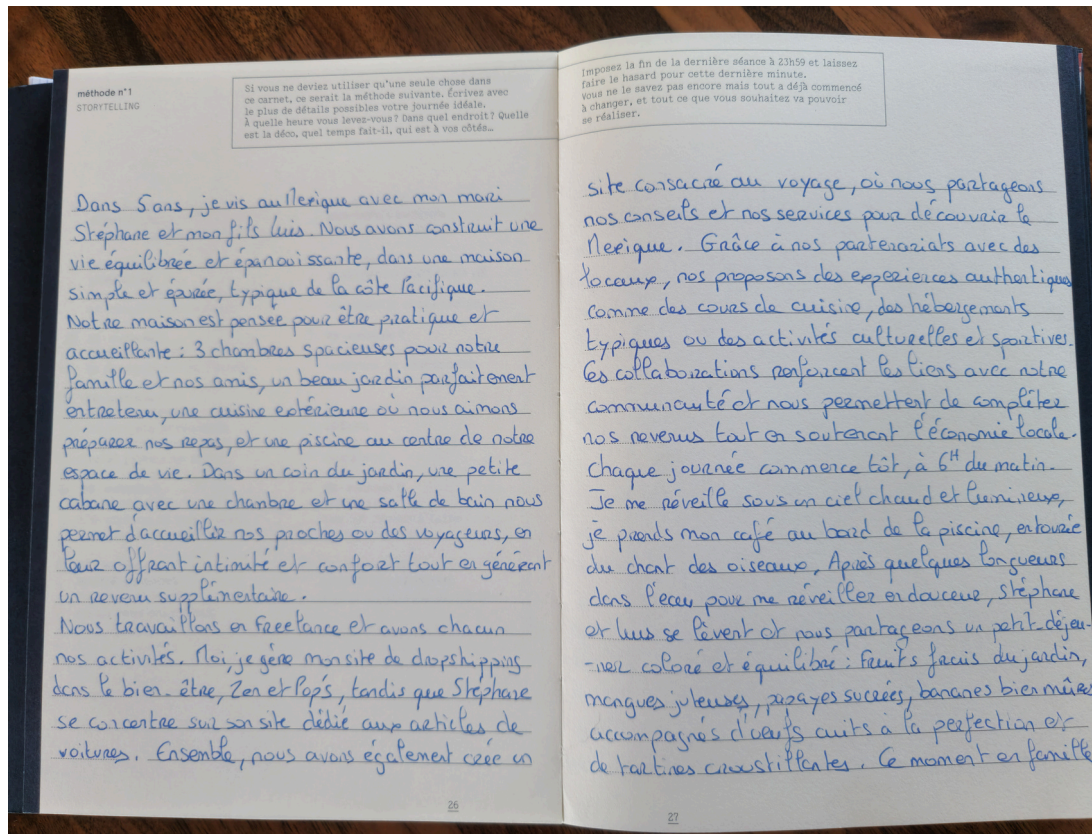 méthode n°1
STORYTELLING
Si vous ne deviez utiliser qu'une seule chose dans
ce carnet, ce serait la méthode suivante. Écrivez avec
le plus de détails possibles votre journée idéale.
À quelle heure vous levez-vous? Dans quel endroit? Quelle
est la déco, quel temps fait-il, qui est à vos côtés…
Dans 5 ans, je vis au Mexique avec mon mari
Stéphane et mon fils luis. Nous avons construit une
vie équilibrée et épanouissante, dans une maison
simple et épurée, typique de la côte Pacifique.
Notre maison est pensée pour être pratique et
accueillante : 3 chambres spacieuses pour notre
famille et nos amis, un beau jardin parfaitement
entretenu, une cuisine extérieure où nous aimons
préparer nos repas, et une piscine au centre de notre
espace de vie. Dans un coin du jardin, une petite
cabane avec une chambre et une salle de bain nous
permet d'accueillir nos proches ou des voyageurs, en
leur offrant intimité et confort tout en générant
un revenu supplémentaire.
Nous travaillons en freelance et avons chacun
nos activités. Moi, je gère mon site de dropshipping
dans le bien-être, Zen et Pop's, tandis que Stéphane
se concentre sur son site dédié aux articles de
voitures. Ensemble, nous avons également créé un
26
Imposez la fin de la dernière séance à 23h59 et laissez
faire le hasard pour cette dernière minute.
Vous ne le savez pas encore mais tout a déjà commencé
à changer, et tout ce que vous souhaitez va pouvoir
se réaliser.
site consacré au voyage, où nous partageons
nos conseils et nos services pour découvrir le
Mexique. Grâce à nos partenariats avec des
locaux, nos proposons des experiences authentiques
comme des cours de cuisine, des hébergements
typiques ou des activités culturelles et sportives.
Ces collaborations renforcent les liens avec notre
communauté et nous permettent de compléter
nos revenus tout en soutenant l'économie locale.
Chaque journée commence tôt, à 6H du matin.
Je me réveille sous un ciel chaud et lumineux,
je prends mon café au bord de la piscine, entourée
du chant des oiseaux, Après quelques longueurs
dans l'eau pour me réveiller en douceur, Stéphane
et luis se lèvent et nous partageons un petit-déjeu-
-ner coloré et équilibré : fruits frais du jardin,
mangues juteuses, papayes sucrées, bananes bien mûres
accompagnés d'œufs cuits à la perfection et
de tartines croustillantes. Ce moment en famille
27